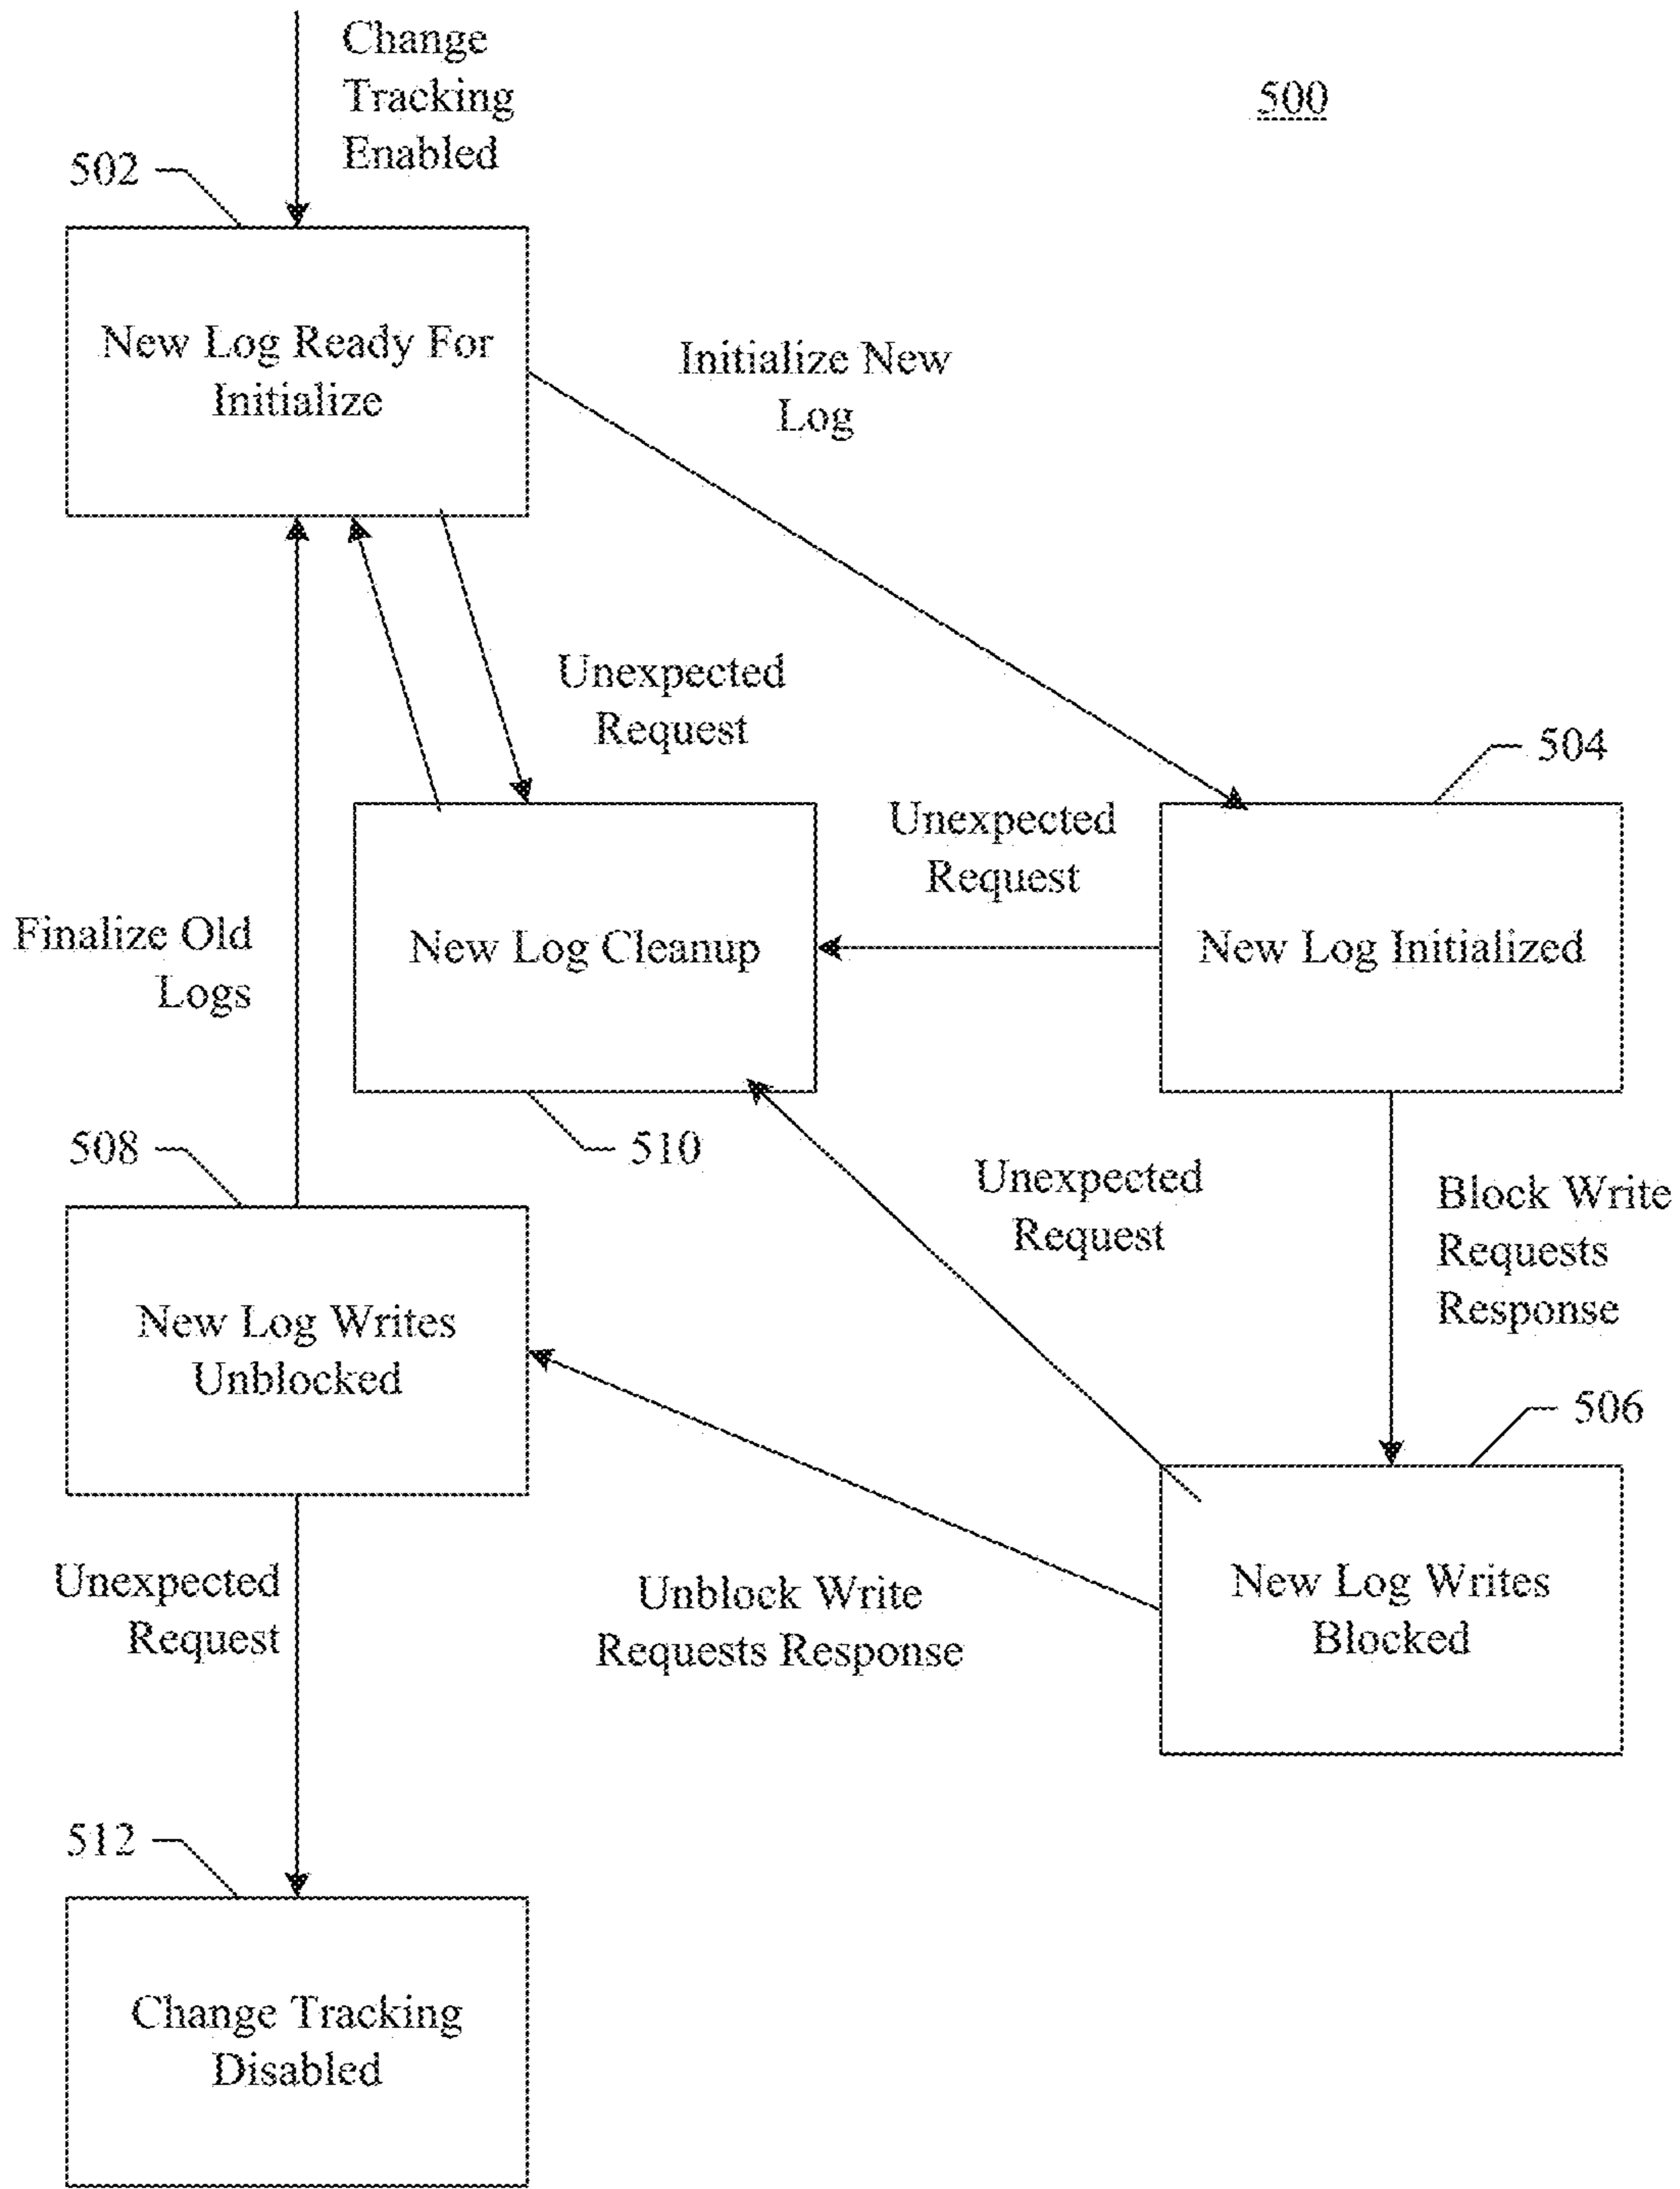 Change
Tracking
Enabled
500
502
New Log Ready For
Initialize
Initialize New
Log
Unexpected
Request
504
Unexpected
Request
New Log Cleanup
New Log Initialized
Finalize Old
Logs
508
510
Unexpected
Request
Block Write
Requests
Response
New Log Writes
Unblocked
506
Unexpected
Request
Unblock Write
Requests Response
New Log Writes
Blocked
512
Change Tracking
Disabled